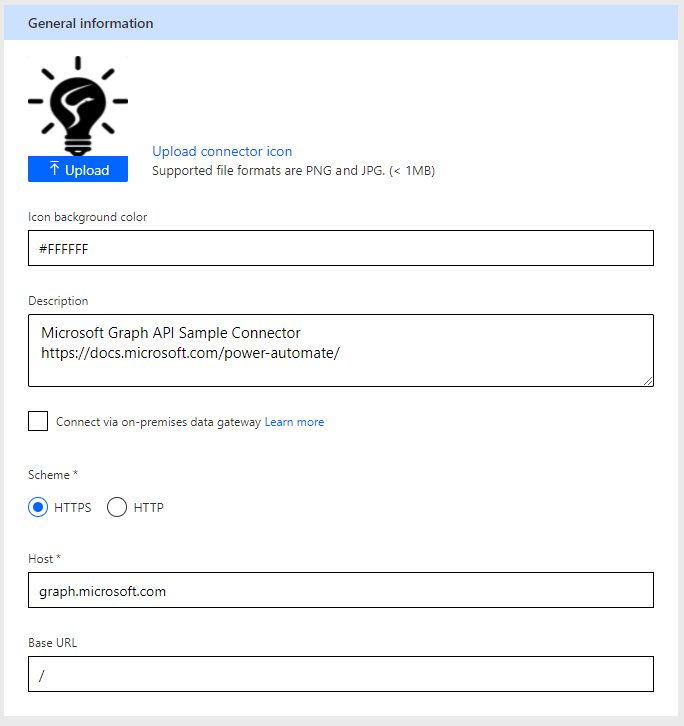 General information
Upload
Upload connector icon
Supported file formats are PNG and JPG. (< 1MB)
Icon background color
#FFFFFF
Description
Microsoft Graph API Sample Connector
https://docs.microsoft.com/power-automate/
Connect via on-premises data gateway Learn more
Scheme *
HTTPS HTTP
Host *
graph.microsoft.com
Base URL
/